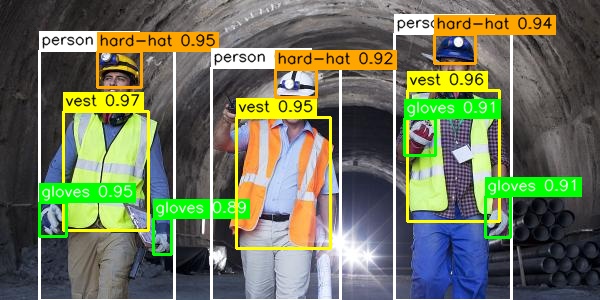 person
hard-hat 0.95
vest 0.97
gloves 0.95
gloves 0.89
person
hard-hat 0.92
vest 0.95
hard-hat 0.94
vest 0.96
gloves 0.91
gloves 0.91